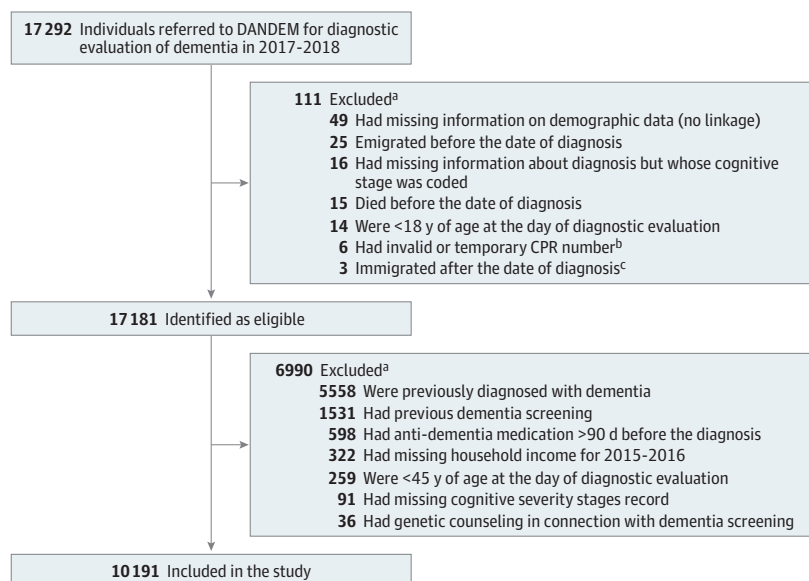 17 292 Individuals referred to DANDEM for diagnostic
evaluation of dementia in 2017-2018
111 Excludedᵃ
49 Had missing information on demographic data (no linkage)
25 Emigrated before the date of diagnosis
16 Had missing information about diagnosis but whose cognitive
stage was coded
15 Died before the date of diagnosis
14 Were <18 y of age at the day of diagnostic evaluation
6 Had invalid or temporary CPR numberᵇ
3 Immigrated after the date of diagnosisᶜ
17 181 Identified as eligible
6990 Excludedᵃ
5558 Were previously diagnosed with dementia
1531 Had previous dementia screening
598 Had anti-dementia medication >90 d before the diagnosis
322 Had missing household income for 2015-2016
259 Were <45 y of age at the day of diagnostic evaluation
91 Had missing cognitive severity stages record
36 Had genetic counseling in connection with dementia screening
10 191 Included in the study